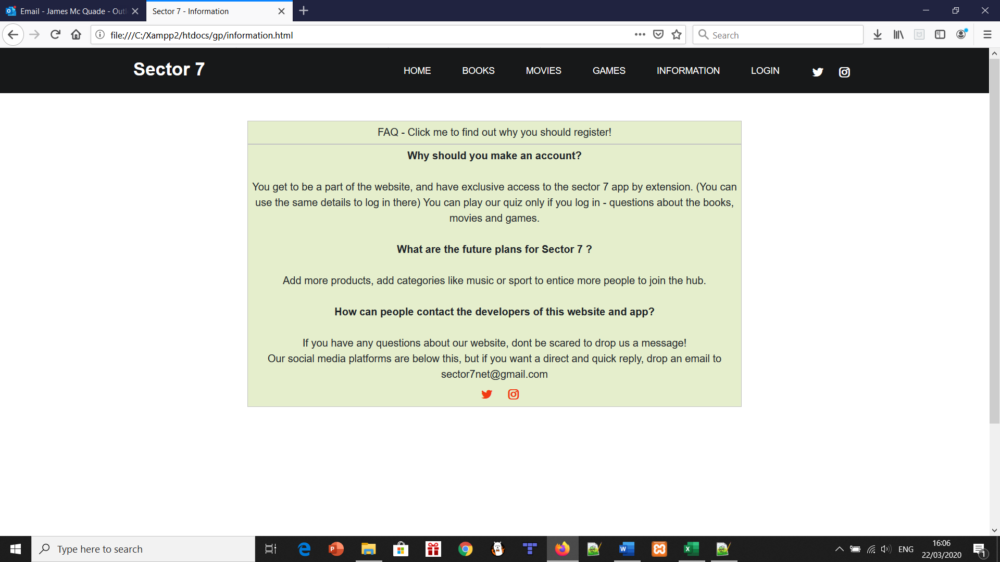 Email - James Mc Quade - Outl
Sector 7 - Information
file:///C:/Xampp2/htdocs/gp/information.html
Search
Sector 7
HOME BOOKS MOVIES GAMES INFORMATION LOGIN
FAQ - Click me to find out why you should register!
Why should you make an account?
You get to be a part of the website, and have exclusive access to the sector 7 app by extension. (You can
use the same details to log in there) You can play our quiz only if you log in - questions about the books,
movies and games.
What are the future plans for Sector 7 ?
Add more products, add categories like music or sport to entice more people to join the hub.
How can people contact the developers of this website and app?
If you have any questions about our website, dont be scared to drop us a message!
Our social media platforms are below this, but if you want a direct and quick reply, drop an email to
sector7net@gmail.com
Type here to search
ENG
16:06
22/03/2020
1